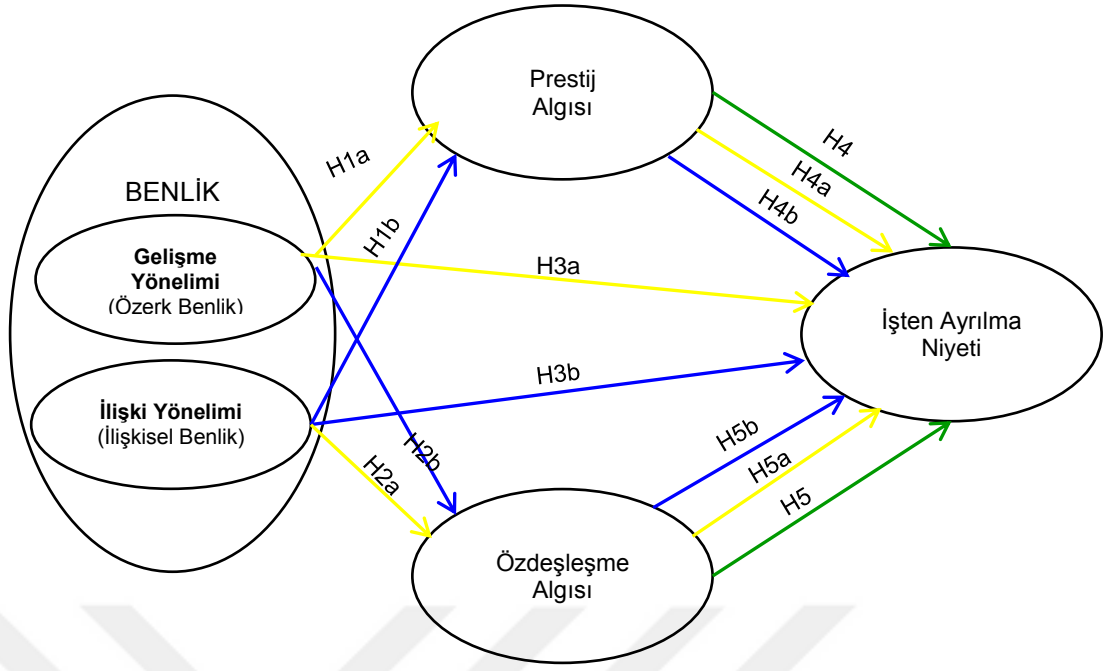 Prestij
Algısı
H1a
H4
H4a
BENLİK
H1b
H4b
Gelişme
Yönelimi
(Özerk Benlik)
H3a
İşten Ayrılma
Niyeti
H3b
İlişki Yönelimi
(İlişkisel Benlik)
H2b
H2a
H5b
H5a
H5
Özdeşleşme
Algısı